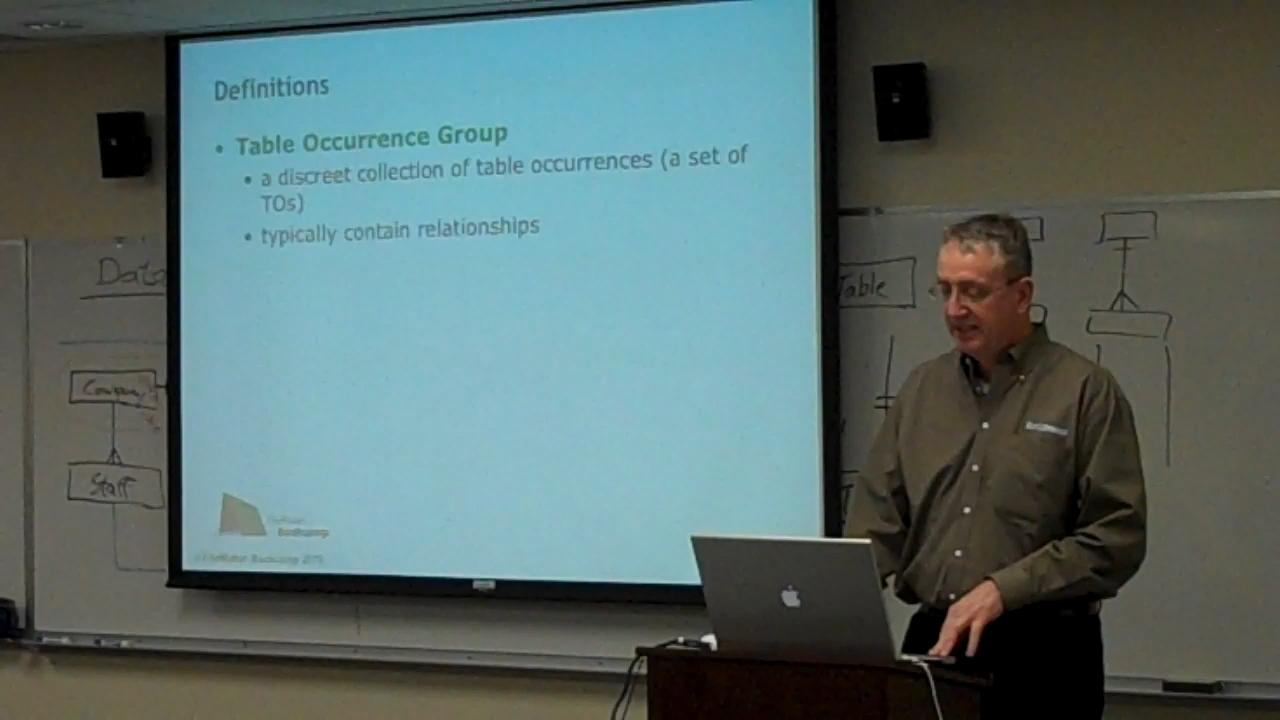 Definitions
• Table Occurrence Group
• a discreet collection of table occurrences (a set of
TOs)
• typically contain relationships
Data
Company
Staff
Table
Bootcamp